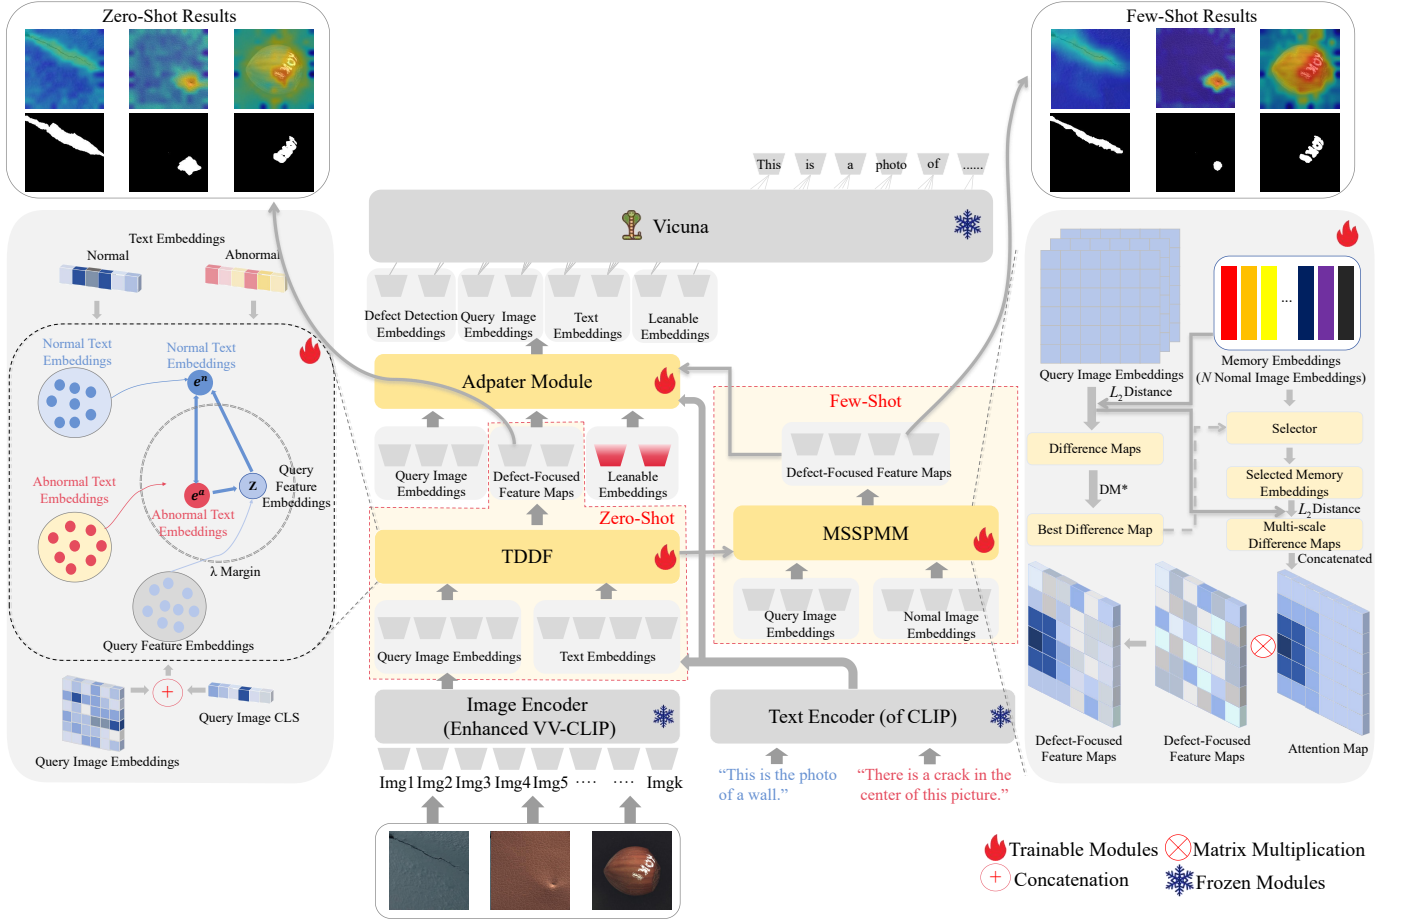 Zero-Shot Results
Few-Shot Results
This is a photo of ......
Vicuna
Text Embeddings
Normal
Abnormal
Normal Text
Embeddings
Normal Text
Embeddings
eⁿ
Abnormal Text
Embeddings
eᵃ
Z
Query
Feature
Embeddings
Abnormal Text
Embeddings
λ Margin
Query Feature Embeddings
+
Query Image CLS
Query Image Embeddings
Defect Detection
Embeddings
Query Image
Embeddings
Text
Embeddings
Leanable
Embeddings
Adpater Module
Query Image
Embeddings
Defect-Focused
Feature Maps
Leanable
Embeddings
Zero-Shot
TDDF
Query Image Embeddings
Text Embeddings
Few-Shot
Defect-Focused Feature Maps
MSSPMM
Query Image
Embeddings
Nomal Image
Embeddings
Image Encoder
(Enhanced VV-CLIP)
Text Encoder (of CLIP)
Img1 Img2 Img3 Img4 Img5 .... .... Imgk
“This is the photo
of a wall.”
“There is a crack in the
center of this picture.”
Query Image Embeddings
...
Memory Embeddings
(N Nomal Image Embeddings)
L₂ Distance
Difference Maps
Selector
DM*
Selected Memory
Embeddings
L₂ Distance
Best Difference Map
Multi-scale
Difference Maps
Concatenated
Defect-Focused
Feature Maps
Defect-Focused
Feature Maps
Attention Map
Trainable Modules
Matrix Multiplication
+ Concatenation
Frozen Modules